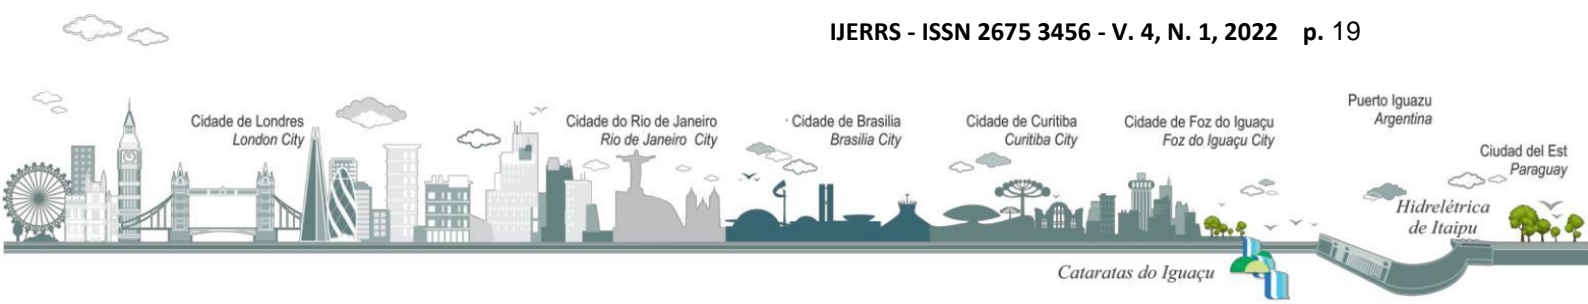 IJERRS - ISSN 2675 3456 - V. 4, N. 1, 2022 p. 19
Cidade de Londres
London City
Cidade do Rio de Janeiro
Rio de Janeiro City
Cidade de Brasilia
Brasilia City
Cidade de Curitiba
Curitiba City
Cidade de Foz do Iguaçu
Foz do Iguaçu City
Puerto Iguazu
Argentina
Ciudad del Est
Paraguay
Hidrelétrica
de Itaipu
Cataratas do Iguaçu